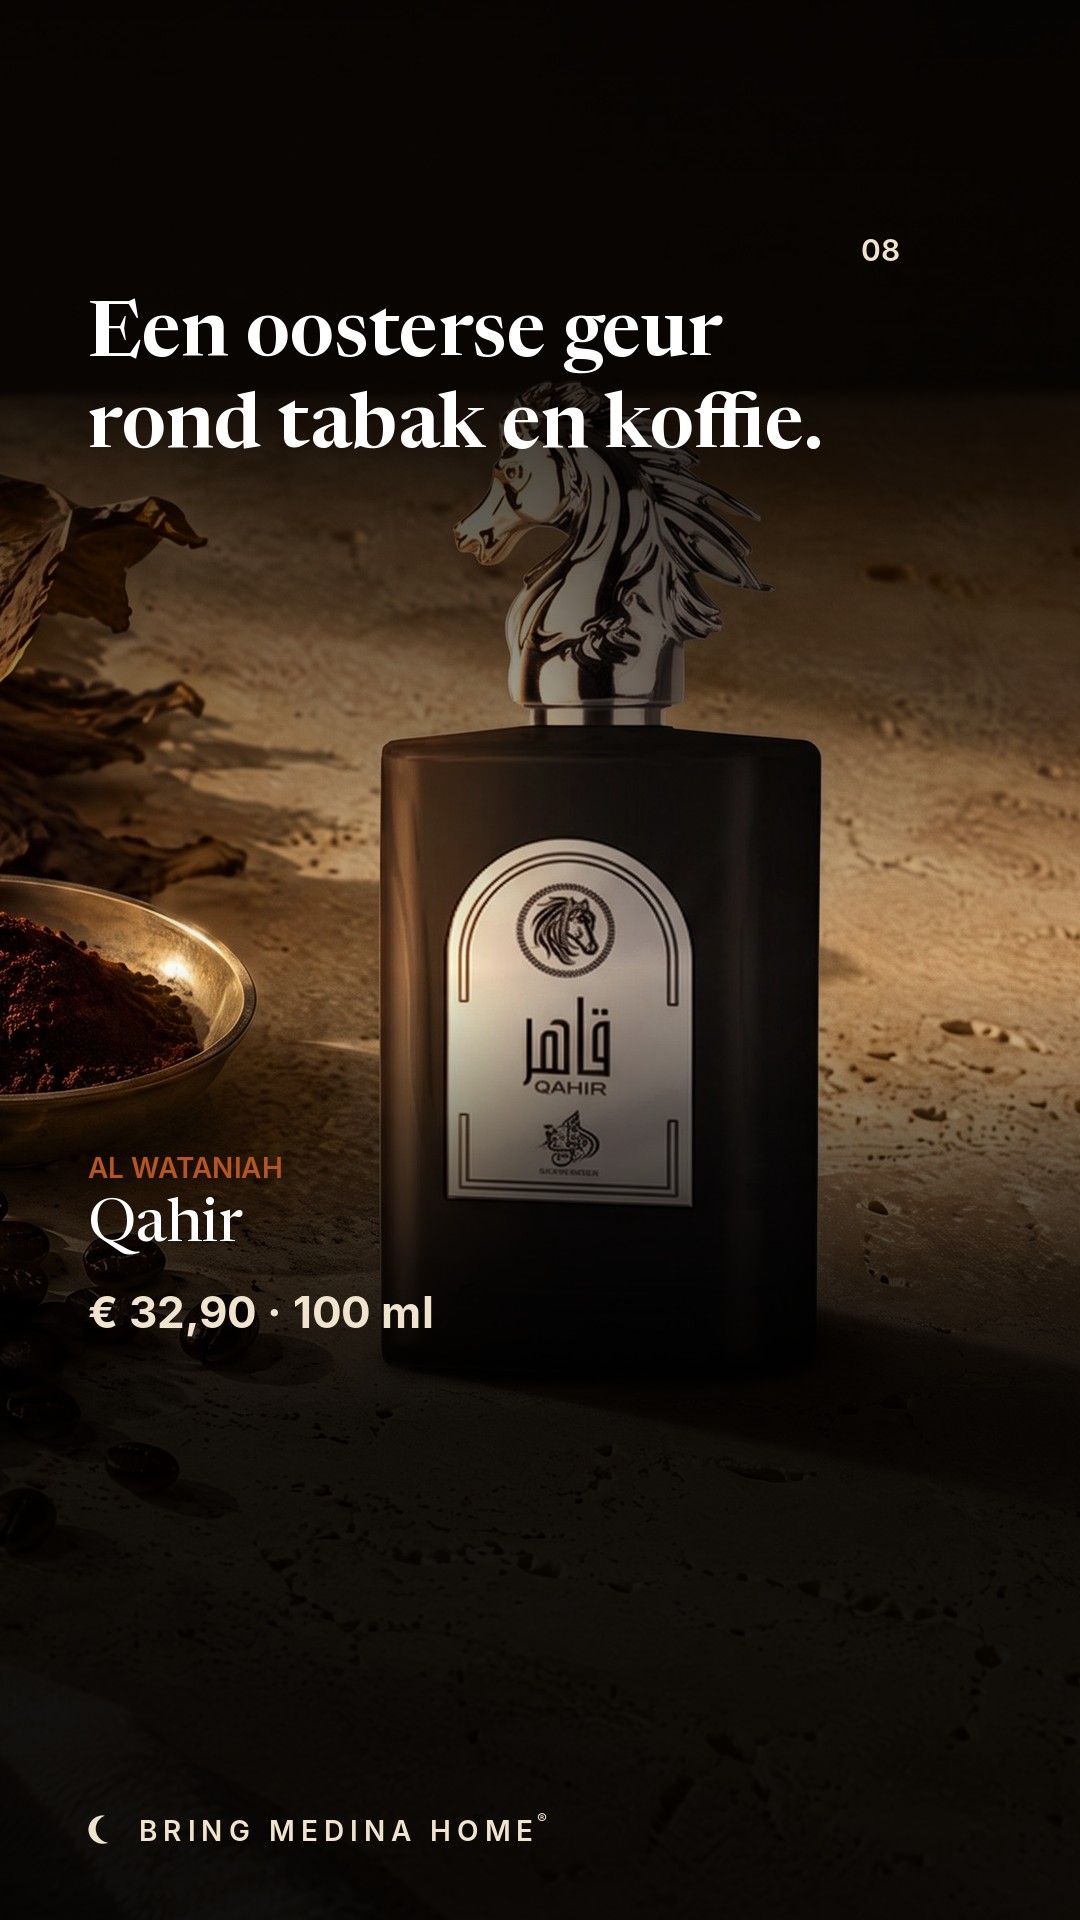 08
Een oosterse geur
rond tabak en koffie.
قاهر
QAHIR
AL WATANIAH
Qahir
€ 32,90 · 100 ml
BRING MEDINA HOME®